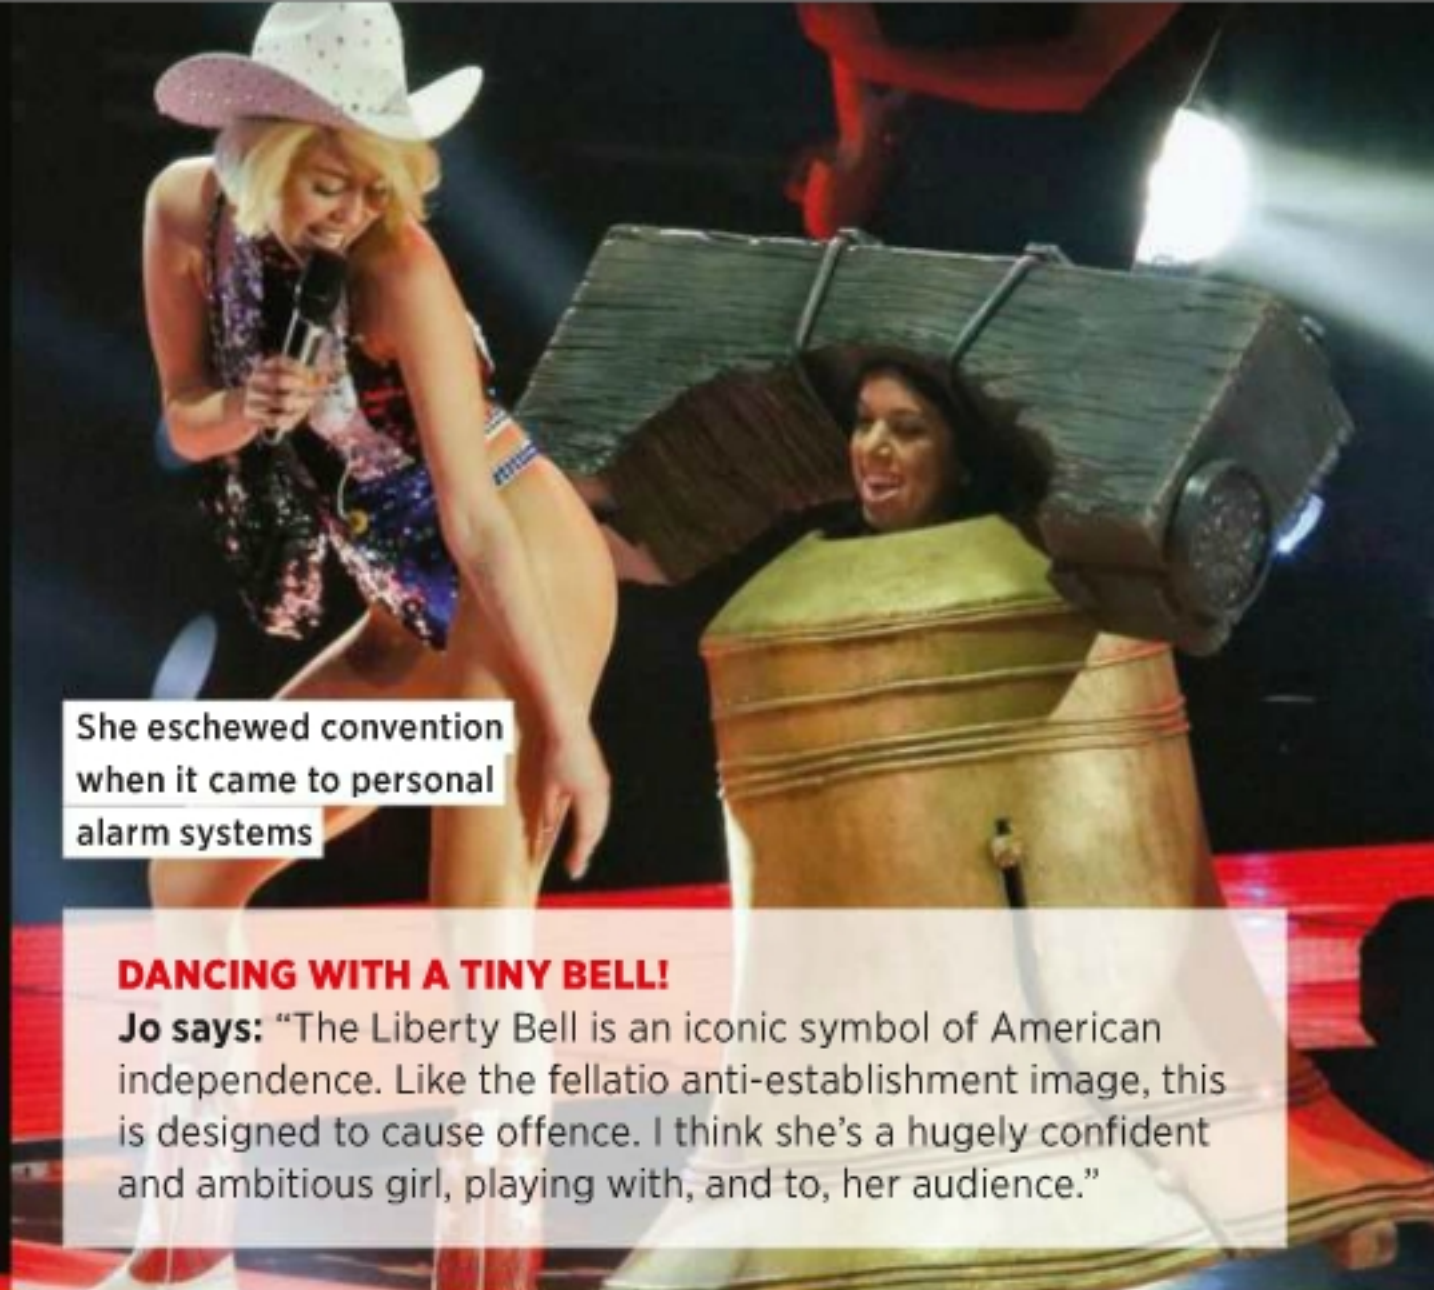 She eschewed convention
when it came to personal
alarm systems
DANCING WITH A TINY BELL!
Jo says: “The Liberty Bell is an iconic symbol of American
independence. Like the fellatio anti-establishment image, this
is designed to cause offence. I think she’s a hugely confident
and ambitious girl, playing with, and to, her audience.”